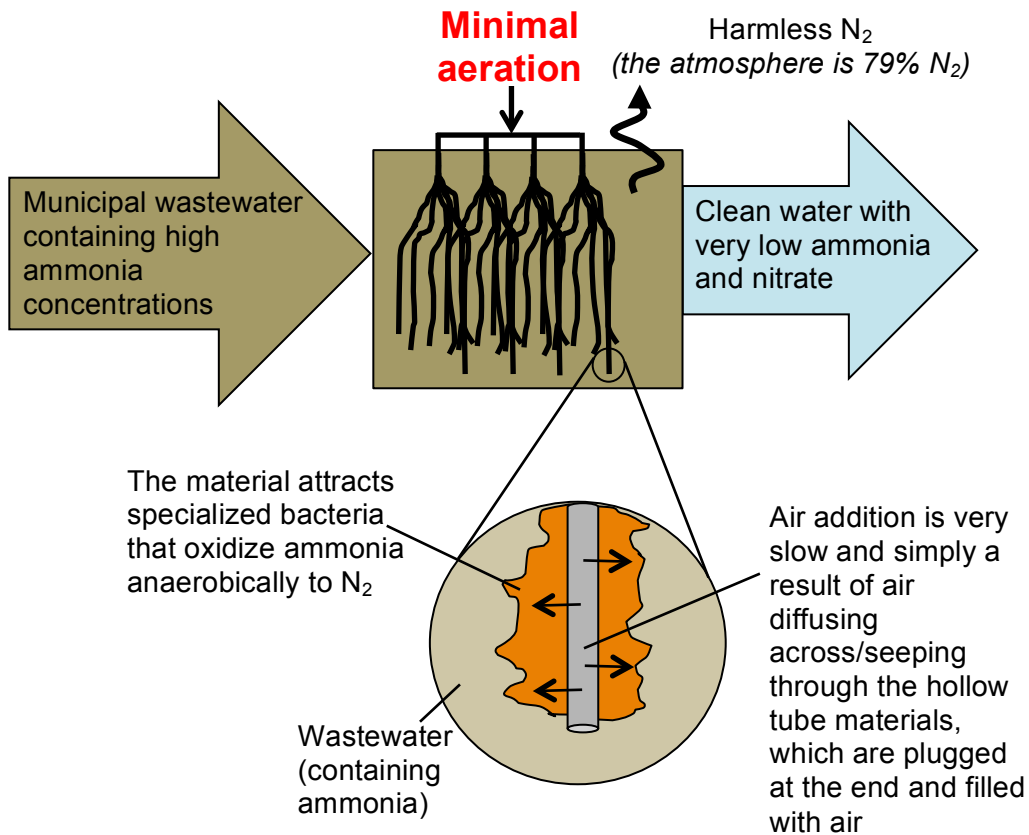 Minimal
aeration
Harmless N₂
(the atmosphere is 79% N₂)
Municipal wastewater
containing high
ammonia
concentrations
Clean water with
very low ammonia
and nitrate
The material attracts
specialized bacteria
that oxidize ammonia
anaerobically to N₂
Air addition is very
slow and simply a
result of air
diffusing
across/seeping
through the hollow
tube materials,
which are plugged
at the end and filled
with air
Wastewater
(containing
ammonia)